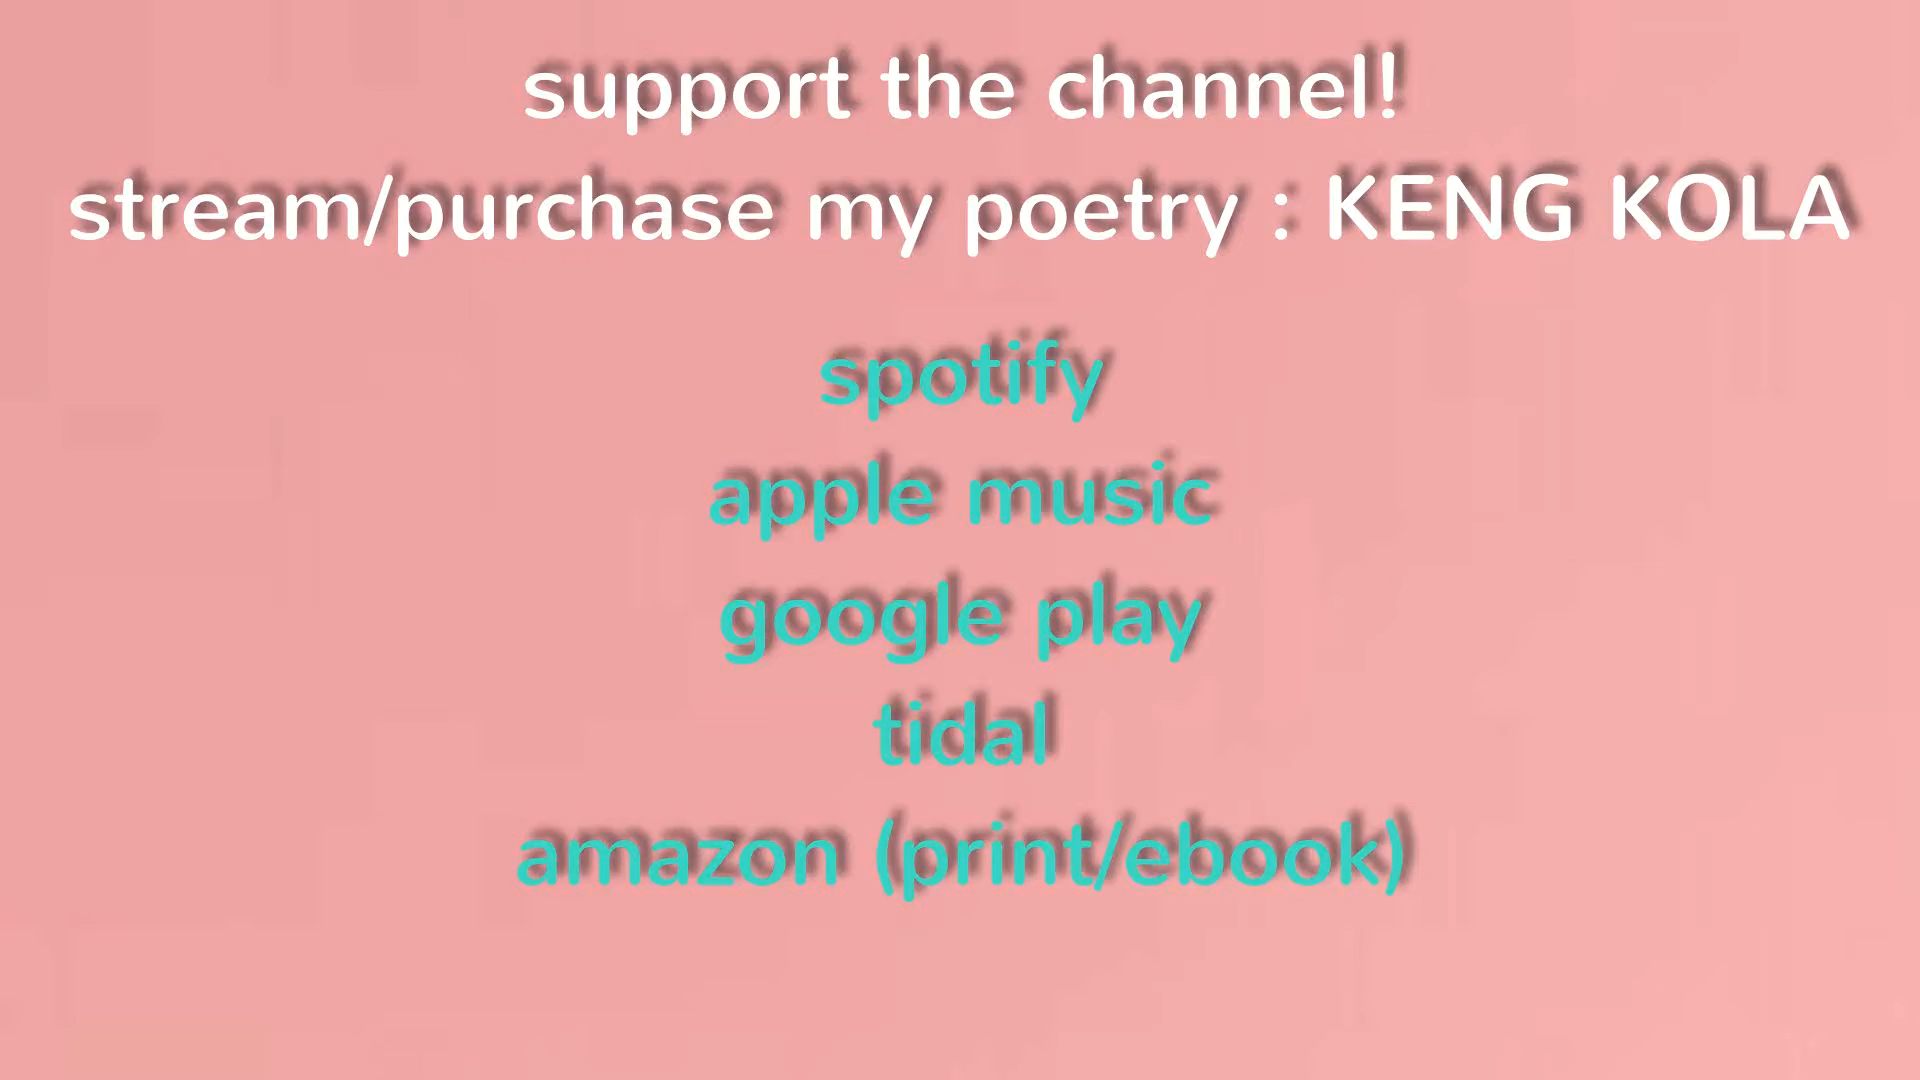 support the channel!
stream/purchase my poetry : KENG KOLA
spotify
apple music
google play
tidal
amazon (print/ebook)